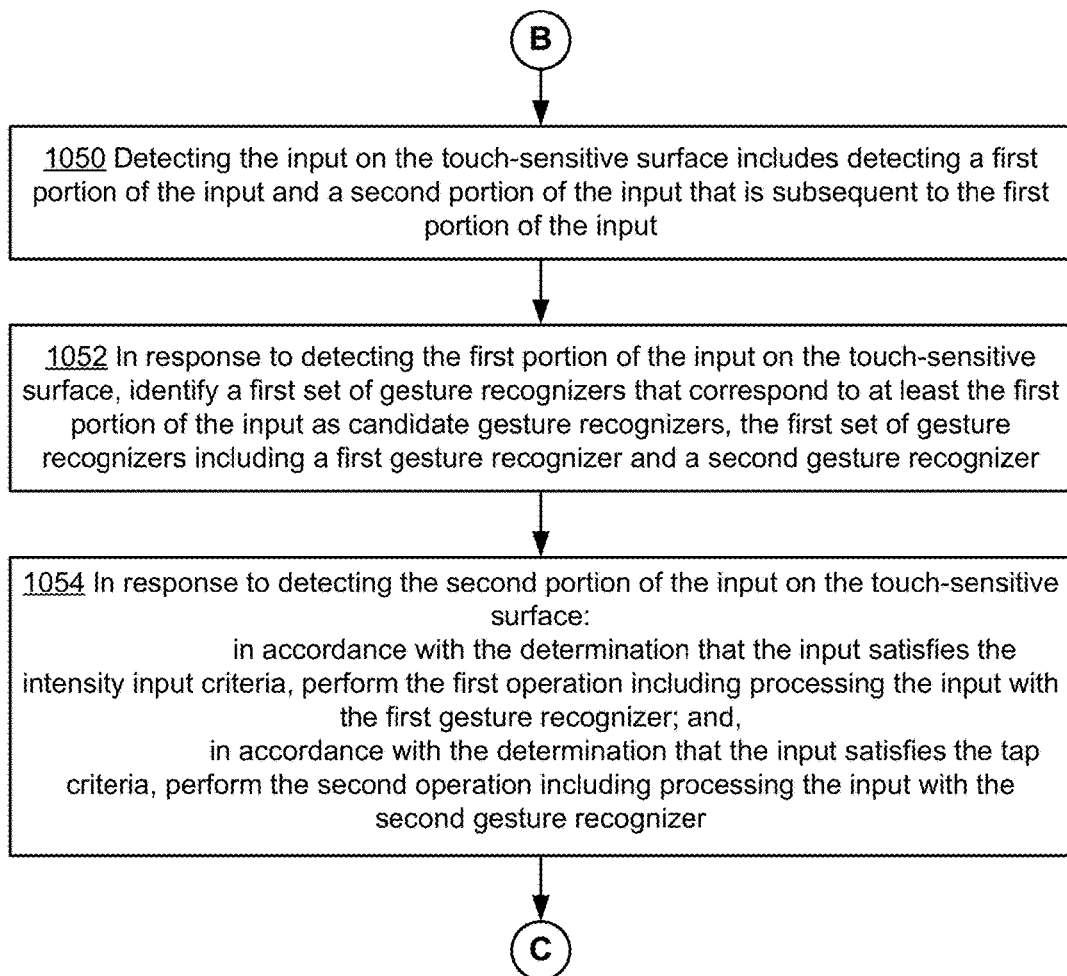 B
1050 Detecting the input on the touch-sensitive surface includes detecting a first
portion of the input and a second portion of the input that is subsequent to the first
portion of the input
1052 In response to detecting the first portion of the input on the touch-sensitive
surface, identify a first set of gesture recognizers that correspond to at least the first
portion of the input as candidate gesture recognizers, the first set of gesture
recognizers including a first gesture recognizer and a second gesture recognizer
1054 In response to detecting the second portion of the input on the touch-sensitive
surface:
in accordance with the determination that the input satisfies the
intensity input criteria, perform the first operation including processing the input with
the first gesture recognizer; and,
in accordance with the determination that the input satisfies the tap
criteria, perform the second operation including processing the input with the
second gesture recognizer
C